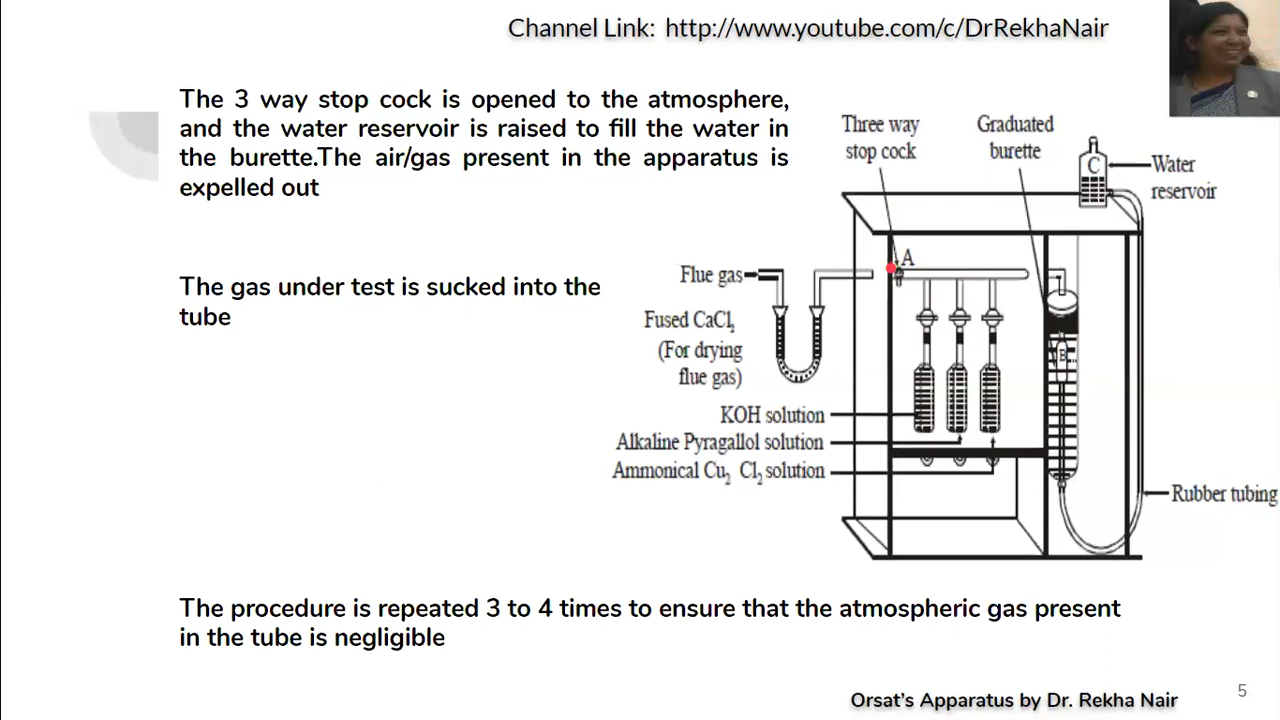 Channel Link: http://www.youtube.com/c/DrRekhaNair
The 3 way stop cock is opened to the atmosphere,
and the water reservoir is raised to fill the water in
the burette.The air/gas present in the apparatus is
expelled out
The gas under test is sucked into the
tube
Three way
stop cock
Graduated
burette
C
Water
reservoir
A
Flue gas
Fused CaCl2
(For drying
flue gas)
B
KOH solution
Alkaline Pyragallol solution
Ammonical Cu2 Cl2 solution
Rubber tubing
The procedure is repeated 3 to 4 times to ensure that the atmospheric gas present
in the tube is negligible
Orsat's Apparatus by Dr. Rekha Nair
5